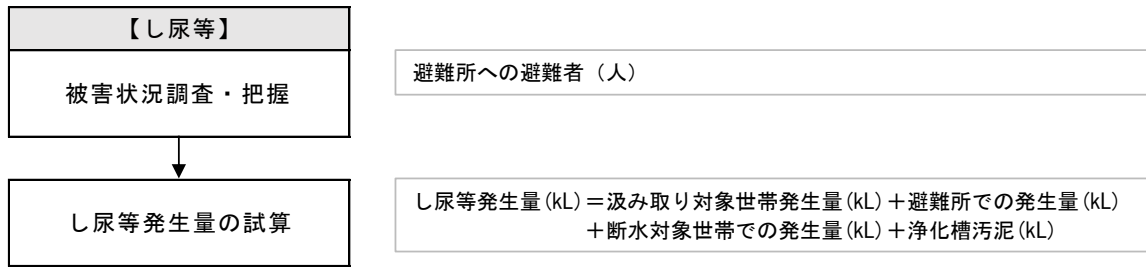 【し尿等】
被害状況調査・把握
避難所への避難者（人）
し尿等発生量の試算
し尿等発生量(kL)＝汲み取り対象世帯発生量(kL)＋避難所での発生量(kL)
＋断水対象世帯での発生量(kL)＋浄化槽汚泥(kL)